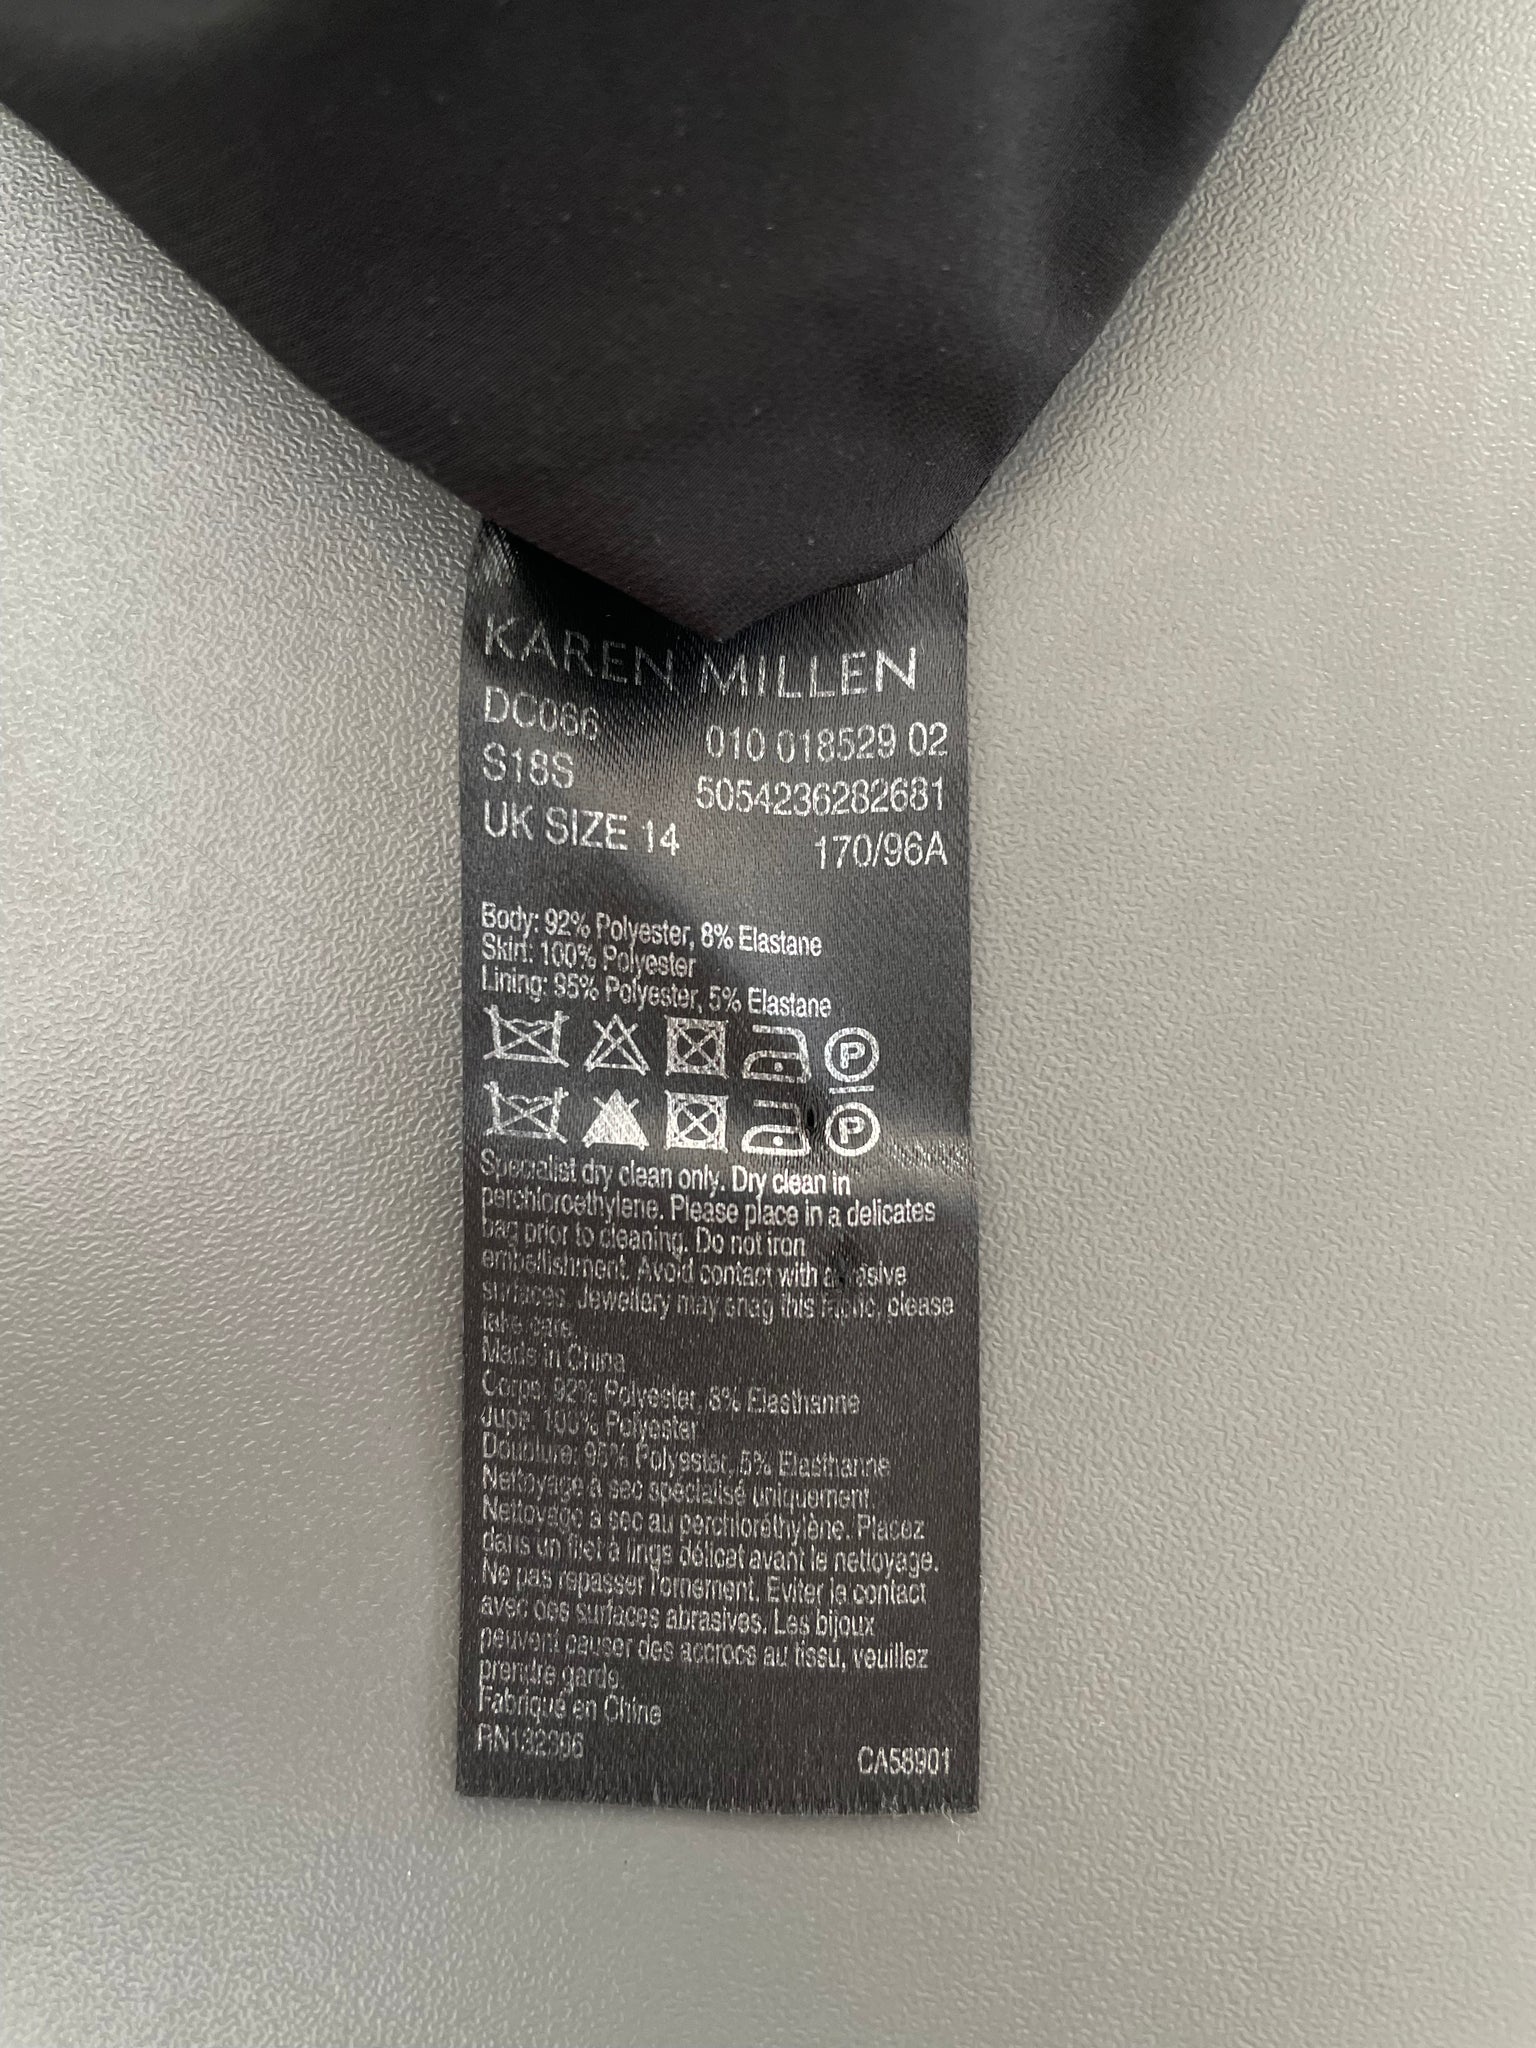 KAREN MILLEN
DC066 010 018529 02
S18S 5054236282681
UK SIZE 14 170/96A
Body: 92% Polyester, 8% Elastane
Skirt: 100% Polyester
Lining: 95% Polyester, 5% Elastane
P
P
Specialist dry clean only. Dry clean in
perchloroethylene. Please place in a delicates
bag prior to cleaning. Do not iron
embellishment. Avoid contact with abrasive
surfaces. Jewellery may snag this fabric, please
take care.
Made in China
Corps: 92% Polyester, 8% Elasthanne
Jupe: 100% Polyester
Doublure: 95% Polyester, 5% Elasthanne
Nettoyage à sec spécialisé uniquement.
Nettoyage à sec au perchloréthylène. Placez
dans un filet à linge délicat avant le nettoyage.
Ne pas repasser l'ornement. Eviter le contact
avec des surfaces abrasives. Les bijoux
peuvent causer des accrocs au tissu, veuillez
prendre garde.
Fabriqué en Chine
CA58901